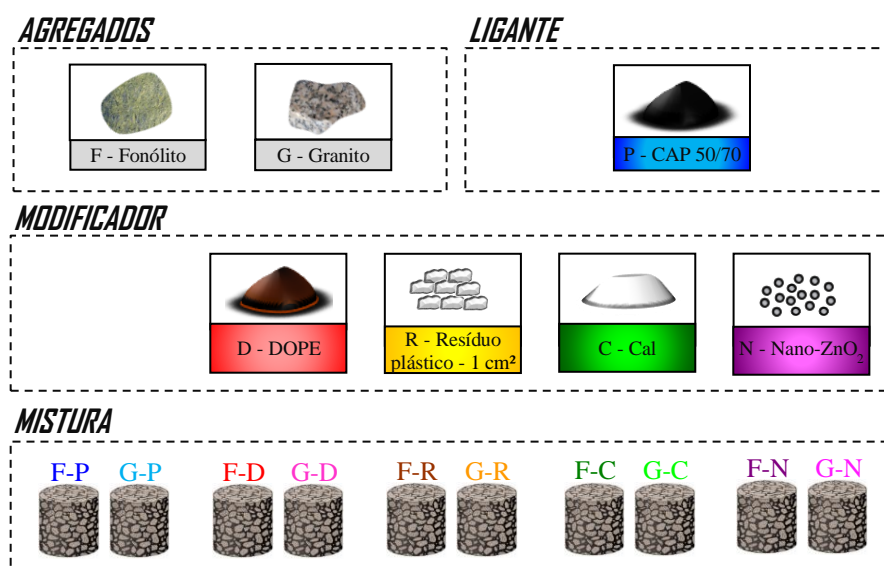 AGREGADOS
LIGANTE
F - Fonólito
G - Granito
P - CAP 50/70
MODIFICADOR
D - DOPE
R - Resíduo
plástico - 1 cm²
C - Cal
N - Nano-ZnO₂
MISTURA
F-P G-P F-D G-D F-R G-R F-C G-C F-N G-N